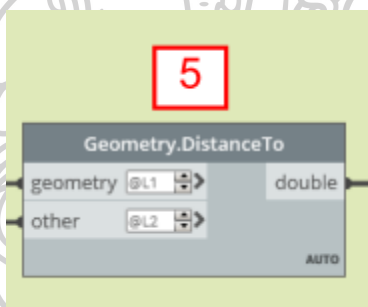 5
Geometry.DistanceTo
geometry @L1 > double
other @L2 >
AUTO